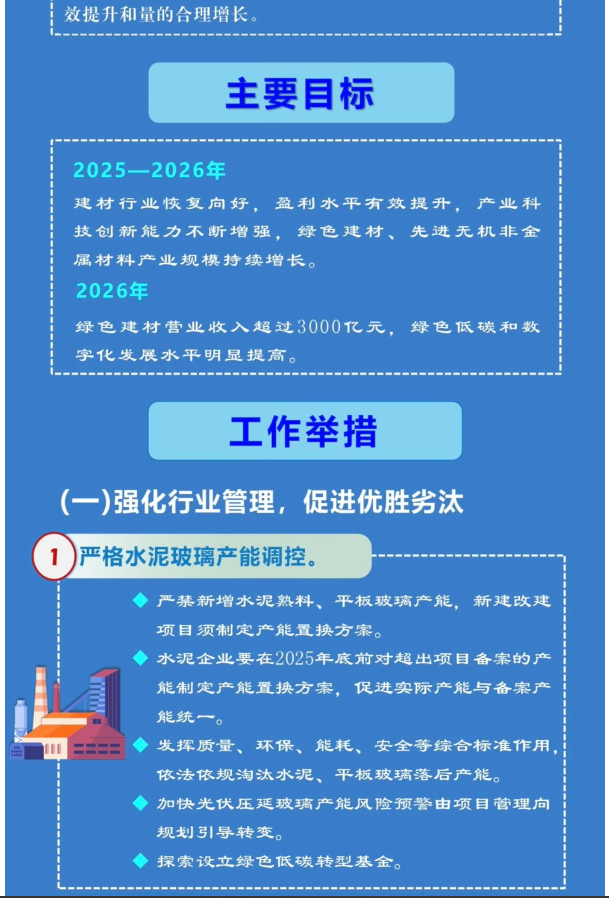 效提升和量的合理增长。
主要目标
2025—2026年
建材行业恢复向好，盈利水平有效提升，产业科
技创新能力不断增强，绿色建材、先进无机非金
属材料产业规模持续增长。
2026年
绿色建材营业收入超过3000亿元，绿色低碳和数
字化发展水平明显提高。
工作举措
(一)强化行业管理，促进优胜劣汰
1 严格水泥玻璃产能调控。
严禁新增水泥熟料、平板玻璃产能，新建改建
项目须制定产能置换方案。
水泥企业要在2025年底前对超出项目备案的产
能制定产能置换方案，促进实际产能与备案产
能统一。
发挥质量、环保、能耗、安全等综合标准作用，
依法依规淘汰水泥、平板玻璃落后产能。
加快光伏压延玻璃产能风险预警由项目管理向
规划引导转变。
探索设立绿色低碳转型基金。